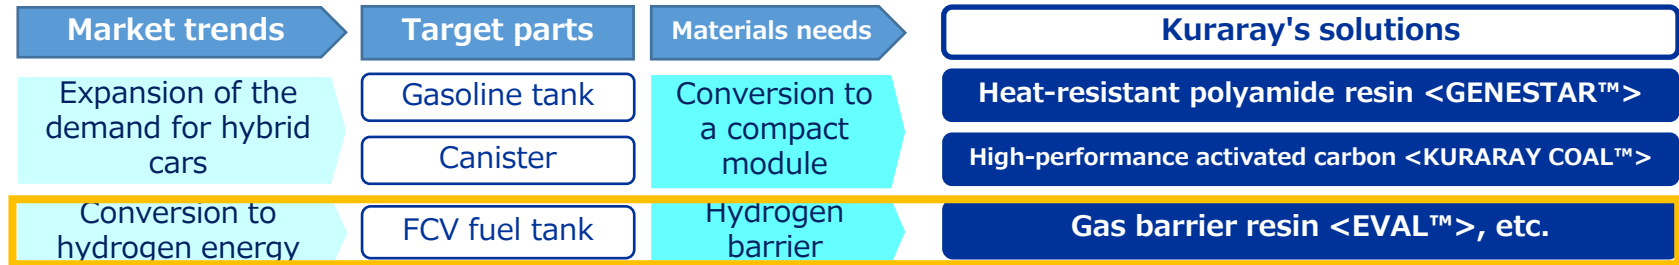 Market trends
Target parts
Materials needs
Kuraray's solutions
Expansion of the
demand for hybrid
cars
Gasoline tank
Canister
Conversion to
a compact
module
Heat-resistant polyamide resin <GENESTAR™>
High-performance activated carbon <KURARAY COAL™>
Conversion to
hydrogen energy
FCV fuel tank
Hydrogen
barrier
Gas barrier resin <EVAL™>, etc.